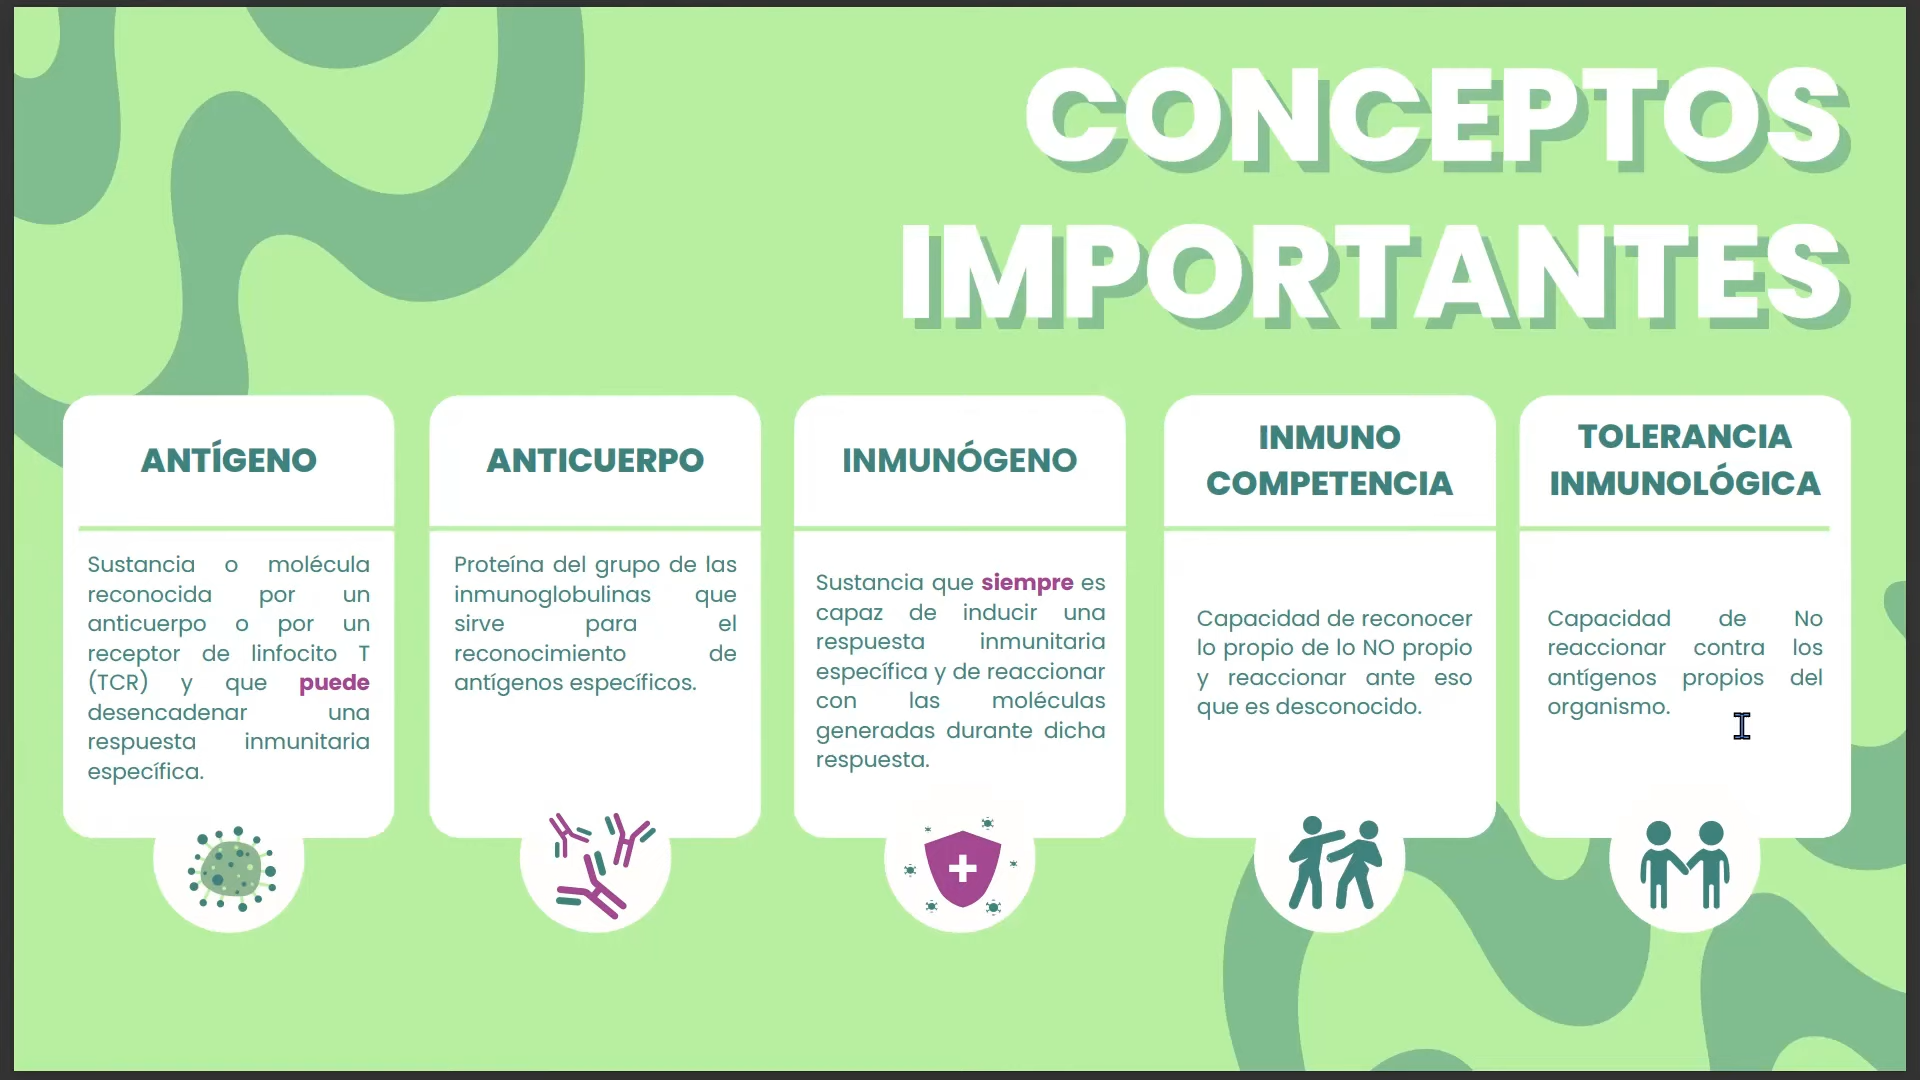 CONCEPTOS
IMPORTANTES
ANTÍGENO
Sustancia o molécula
reconocida por un
anticuerpo o por un
receptor de linfocito T
(TCR) y que puede
desencadenar una
respuesta inmunitaria
específica.
ANTICUERPO
Proteína del grupo de las
inmunoglobulinas que
sirve para el
reconocimiento de
antígenos específicos.
INMUNÓGENO
Sustancia que siempre es
capaz de inducir una
respuesta inmunitaria
específica y de reaccionar
con las moléculas
generadas durante dicha
respuesta.
INMUNO
COMPETENCIA
Capacidad de reconocer
lo propio de lo NO propio
y reaccionar ante eso
que es desconocido.
TOLERANCIA
INMUNOLÓGICA
Capacidad de No
reaccionar contra los
antígenos propios del
organismo.